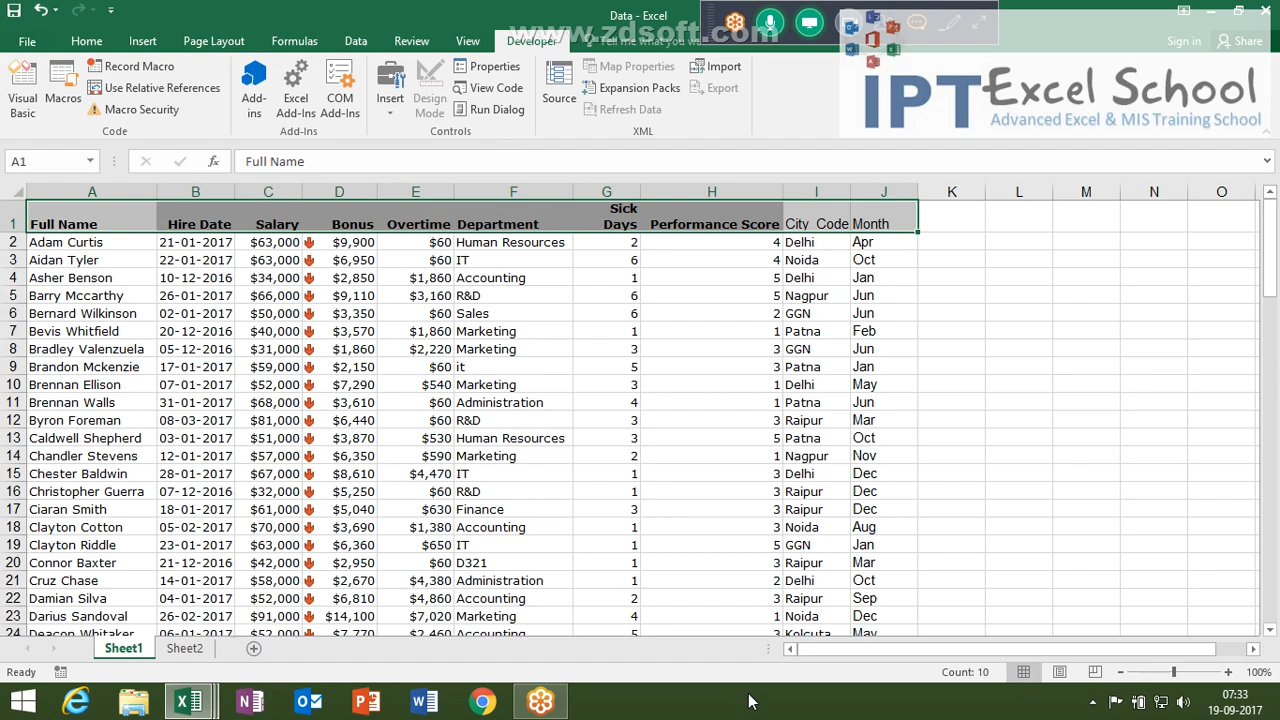 Data - Excel
www.zdsoft.com
File Home Insert Page Layout Formulas Data Review View Developer Tell me what you Sign in Share
Visual Basic
Macros
Record Macro
Use Relative References
Macro Security
Code
Add-ins
Excel Add-Ins
COM Add-Ins
Add-Ins
Insert
Design Mode
Properties
View Code
Run Dialog
Controls
Source
Map Properties
Expansion Packs
Refresh Data
Import
Export
XML
IPT Excel School
Advanced Excel & MIS Training School
A1 fx Full Name
A B C D E F G H I J K L M N O
1 Full Name Hire Date Salary Bonus Overtime Department Sick Days Performance Score City Code Month
2 Adam Curtis 21-01-2017 $63,000 $9,900 $60 Human Resources 2 4 Delhi Apr
3 Aidan Tyler 22-01-2017 $63,000 $6,950 $60 IT 6 4 Noida Oct
4 Asher Benson 10-12-2016 $34,000 $2,850 $1,860 Accounting 1 5 Delhi Jan
5 Barry Mccarthy 26-01-2017 $66,000 $9,110 $3,160 R&D 6 5 Nagpur Jun
6 Bernard Wilkinson 02-01-2017 $50,000 $3,350 $60 Sales 6 2 GGN Jun
7 Bevis Whitfield 20-12-2016 $40,000 $3,570 $1,860 Marketing 1 1 Patna Feb
8 Bradley Valenzuela 05-12-2016 $31,000 $1,860 $2,220 Marketing 3 3 GGN Jun
9 Brandon Mckenzie 17-01-2017 $59,000 $2,150 $60 it 5 3 Patna Jan
10 Brennan Ellison 07-01-2017 $52,000 $7,290 $540 Marketing 3 1 Delhi May
11 Brennan Walls 31-01-2017 $68,000 $3,610 $60 Administration 4 1 Patna Jun
12 Byron Foreman 08-03-2017 $81,000 $6,440 $60 R&D 3 3 Raipur Mar
13 Caldwell Shepherd 03-01-2017 $51,000 $3,870 $530 Human Resources 3 5 Patna Oct
14 Chandler Stevens 12-01-2017 $57,000 $6,350 $590 Marketing 2 1 Nagpur Nov
15 Chester Baldwin 28-01-2017 $67,000 $8,610 $4,470 IT 1 3 Delhi Dec
16 Christopher Guerra 07-12-2016 $32,000 $5,250 $60 R&D 1 3 Raipur Dec
17 Ciaran Smith 18-01-2017 $61,000 $5,040 $630 Finance 3 3 Raipur Dec
18 Clayton Cotton 05-02-2017 $70,000 $3,690 $1,380 Accounting 1 3 Noida Aug
19 Clayton Riddle 23-01-2017 $63,000 $6,360 $650 IT 1 5 GGN Jan
20 Connor Baxter 21-12-2016 $42,000 $2,950 $60 D321 1 3 Raipur Mar
21 Cruz Chase 14-01-2017 $58,000 $2,670 $4,380 Administration 1 2 Delhi Oct
22 Damian Silva 04-01-2017 $52,000 $6,810 $4,860 Accounting 2 3 Raipur Sep
23 Darius Sandoval 26-02-2017 $91,000 $14,100 $7,020 Marketing 4 1 Noida Dec
24 Deacon Whitaker 06-01-2017 $52,000 $7,770 $2,460 Accounting 5 3 Kolcuta May
Sheet1 Sheet2
Ready Count: 10 100%
07:33
19-09-2017